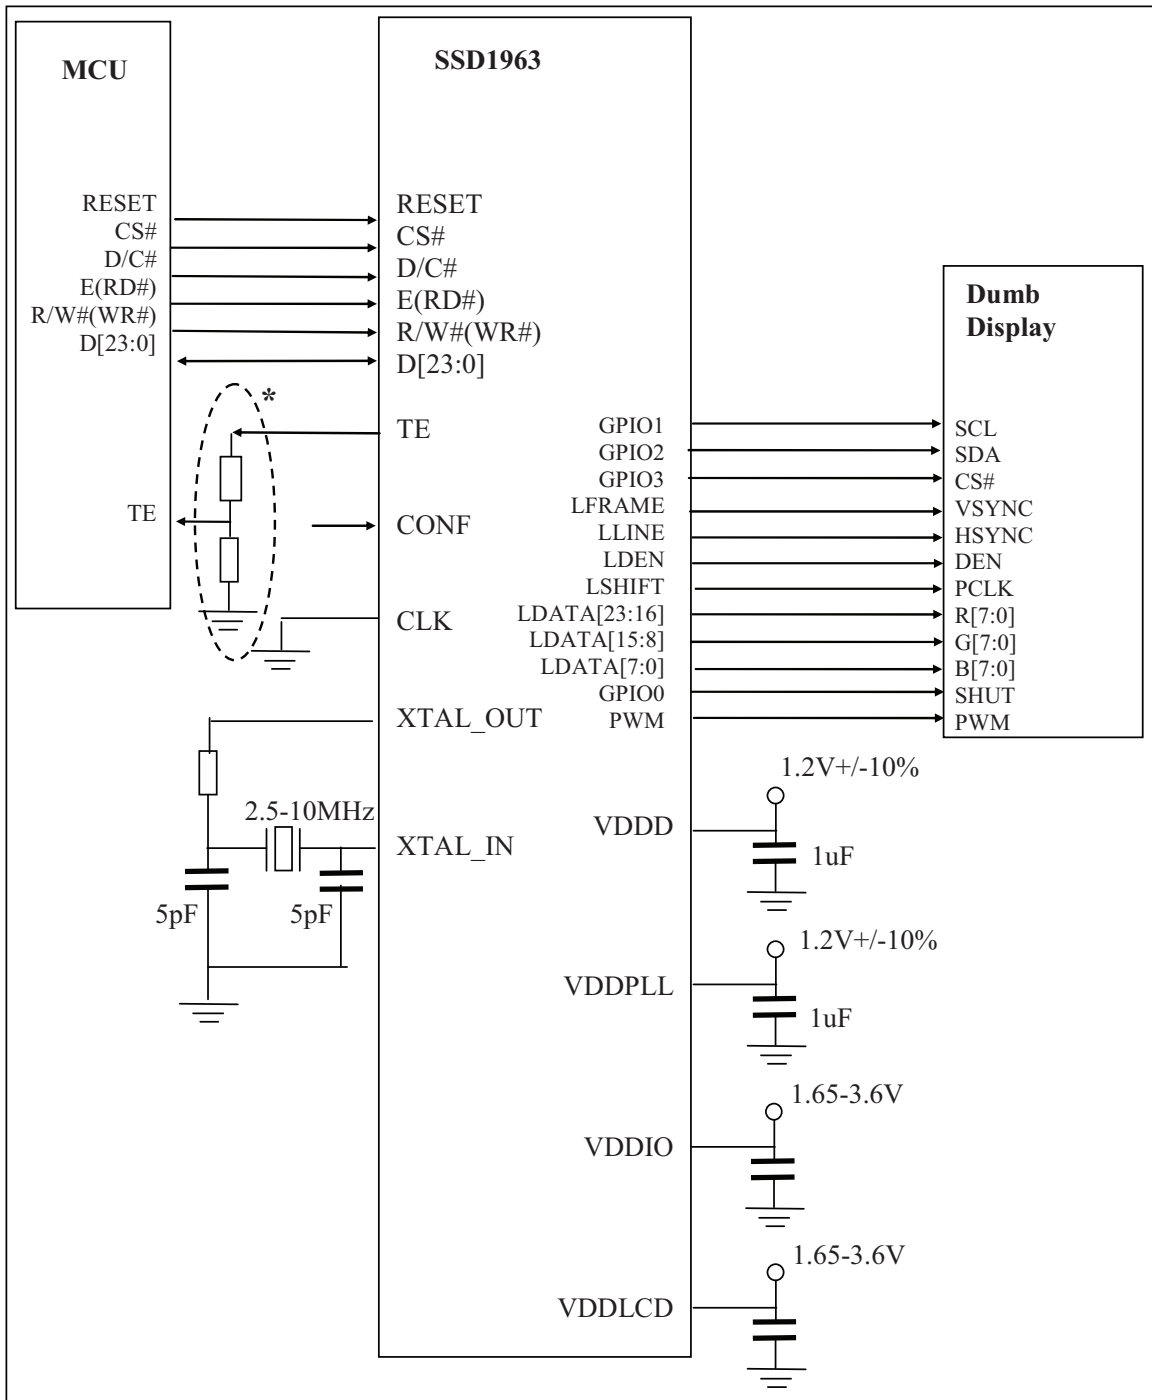 MCU
RESET
CS#
D/C#
E(RD#)
R/W#(WR#)
D[23:0]
TE
*
SSD1963
RESET
CS#
D/C#
E(RD#)
R/W#(WR#)
D[23:0]
TE
CONF
CLK
XTAL_OUT
XTAL_IN
2.5-10MHz
5pF
5pF
GPIO1
GPIO2
GPIO3
LFRAME
LLINE
LDEN
LSHIFT
LDATA[23:16]
LDATA[15:8]
LDATA[7:0]
GPIO0
PWM
Dumb
Display
SCL
SDA
CS#
VSYNC
HSYNC
DEN
PCLK
R[7:0]
G[7:0]
B[7:0]
SHUT
PWM
1.2V+/-10%
VDDD
1uF
1.2V+/-10%
VDDPLL
1uF
1.65-3.6V
VDDIO
1.65-3.6V
VDDLCD